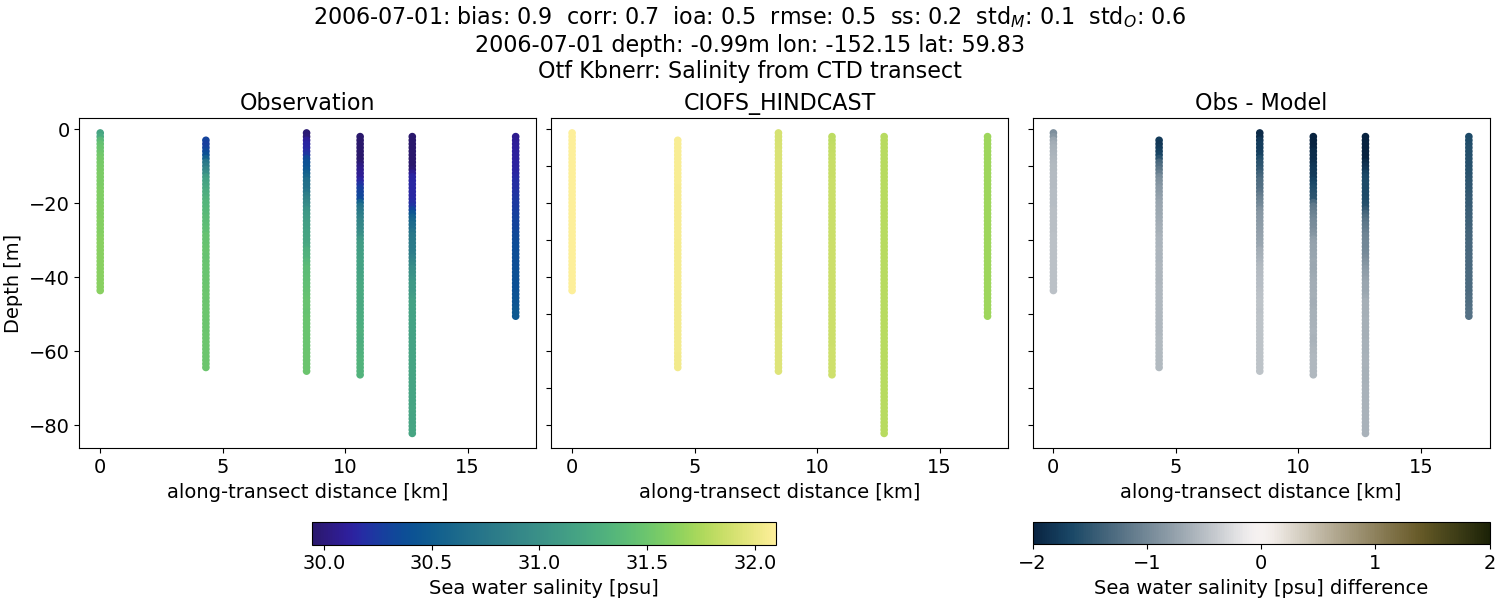 2006-07-01: bias: 0.9  corr: 0.7  ioa: 0.5  rmse: 0.5  ss: 0.2  std_M: 0.1  std_O: 0.6
2006-07-01 depth: -0.99m lon: -152.15 lat: 59.83
Otf Kbnerr: Salinity from CTD transect
Observation
CIOFS_HINDCAST
Obs - Model
Depth [m]
0
−20
−40
−60
−80
0 5 10 15
0 5 10 15
0 5 10 15
along-transect distance [km]
along-transect distance [km]
along-transect distance [km]
30.0 30.5 31.0 31.5 32.0
Sea water salinity [psu]
−2 −1 0 1 2
Sea water salinity [psu] difference